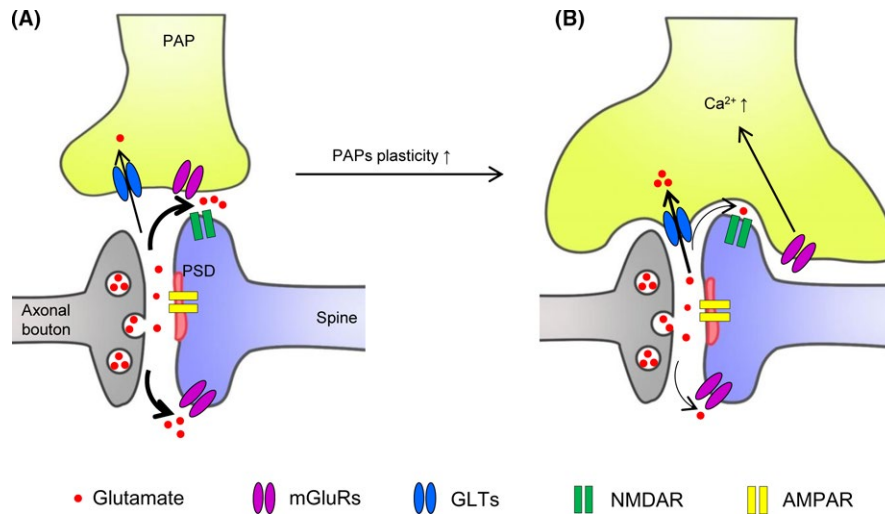 (A)
(B)
PAP
Ca²⁺ ↑
PAPs plasticity ↑
PSD
Axonal
bouton
Spine
Glutamate
mGluRs
GLTs
NMDAR
AMPAR